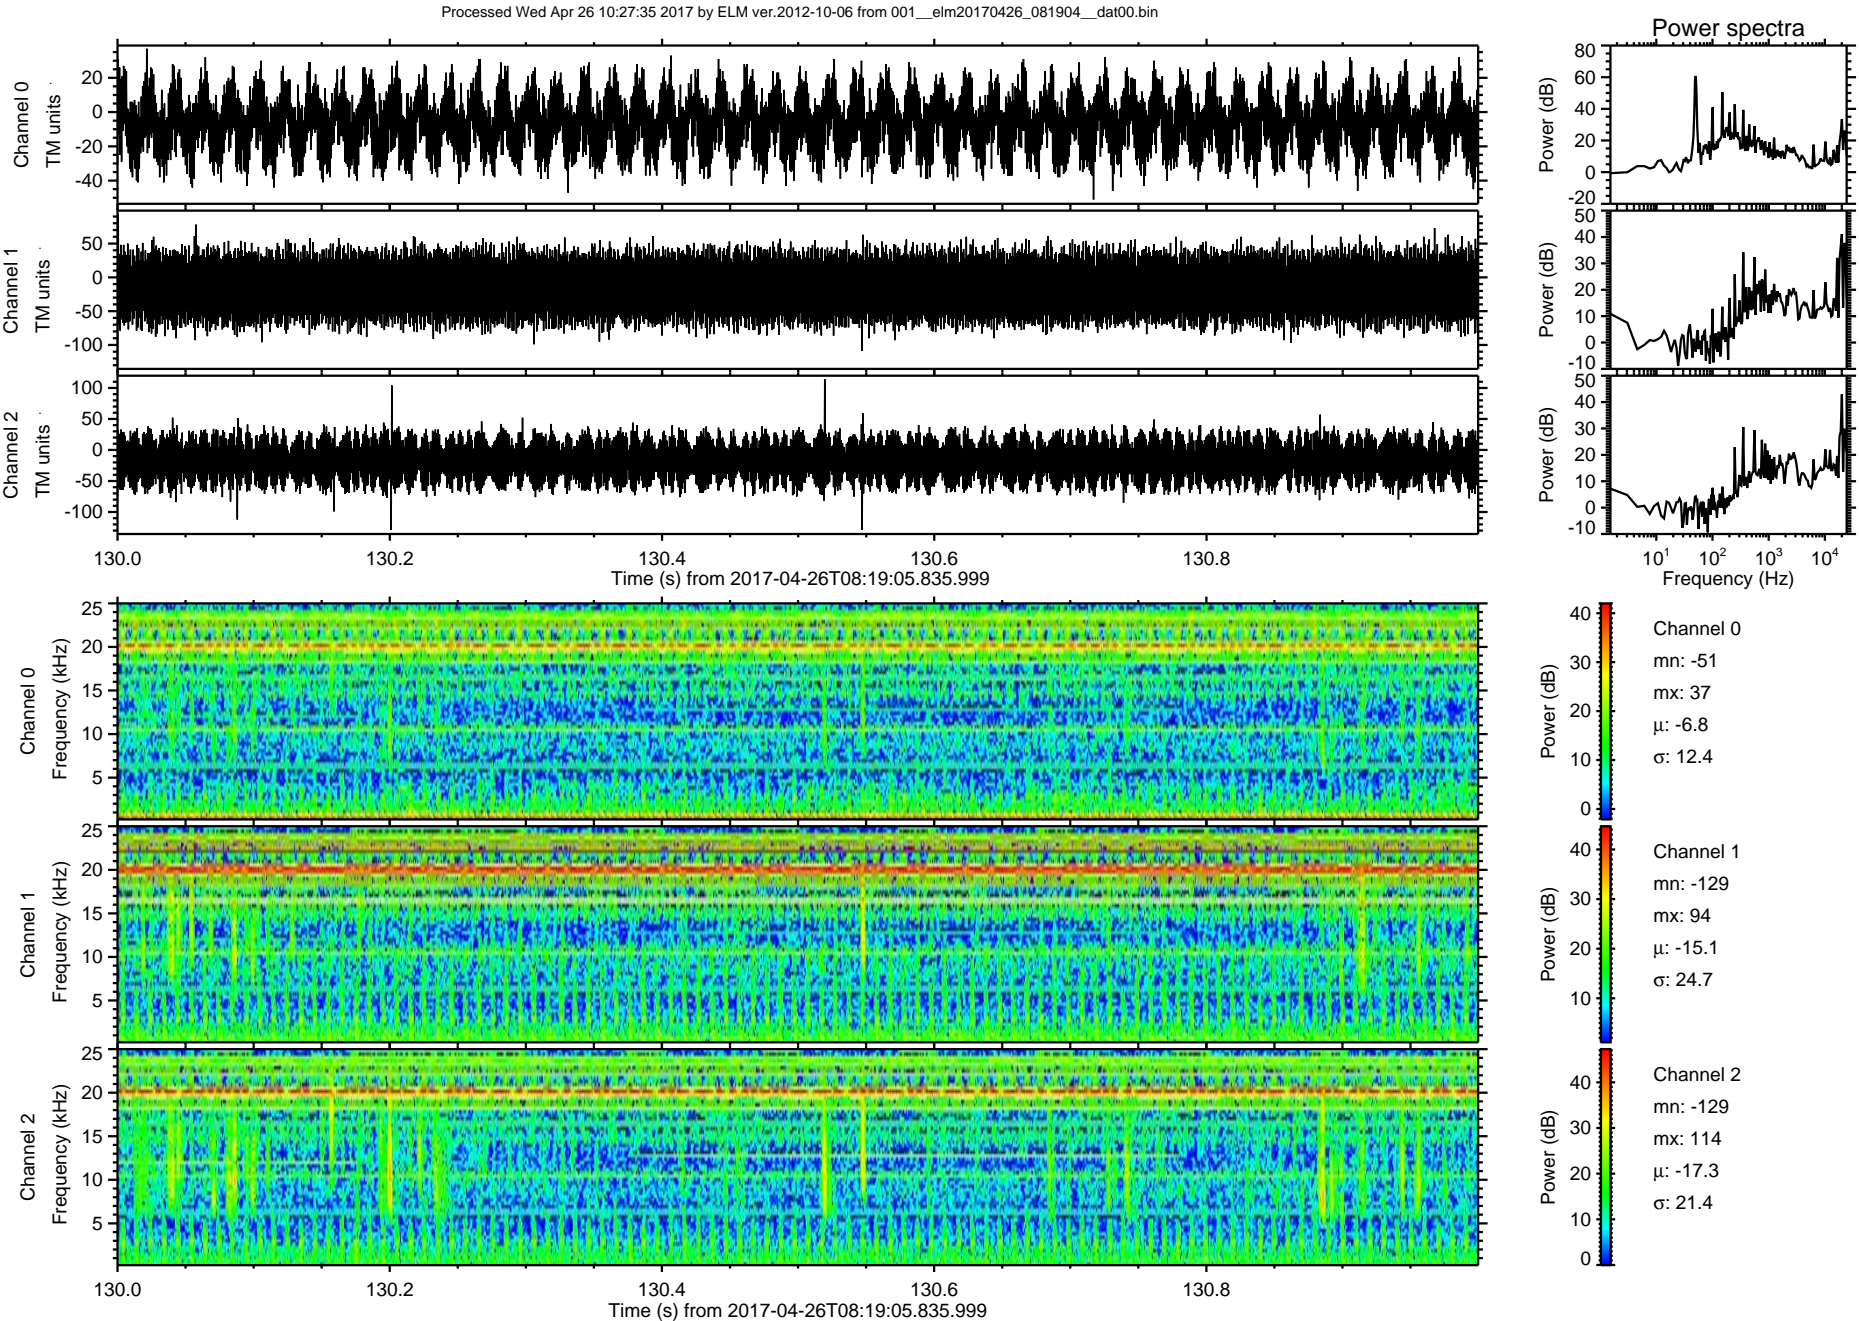 Processed Wed Apr 26 10:27:35 2017 by ELM ver.2012-10-06 from 001__elm20170426_081904__dat00.bin
Power spectra
Channel 0
TM units
20
0
-20
-40
Power (dB)
80
60
40
20
0
-20
Channel 1
TM units
50
0
-50
-100
Power (dB)
50
40
30
20
10
0
-10
Channel 2
TM units
100
50
0
-50
-100
Power (dB)
50
40
30
20
10
0
-10
130.0 130.2 130.4 130.6 130.8
Time (s) from 2017-04-26T08:19:05.835.999
10^1 10^2 10^3 10^4
Frequency (Hz)
Channel 0
Frequency (kHz)
25
20
15
10
5
Power (dB)
40
30
20
10
0
Channel 0
mn: -51
mx: 37
μ: -6.8
σ: 12.4
Channel 1
Frequency (kHz)
25
20
15
10
5
Power (dB)
40
30
20
10
Channel 1
mn: -129
mx: 94
μ: -15.1
σ: 24.7
Channel 2
Frequency (kHz)
25
20
15
10
5
Power (dB)
40
30
20
10
0
Channel 2
mn: -129
mx: 114
μ: -17.3
σ: 21.4
130.0 130.2 130.4 130.6 130.8
Time (s) from 2017-04-26T08:19:05.835.999